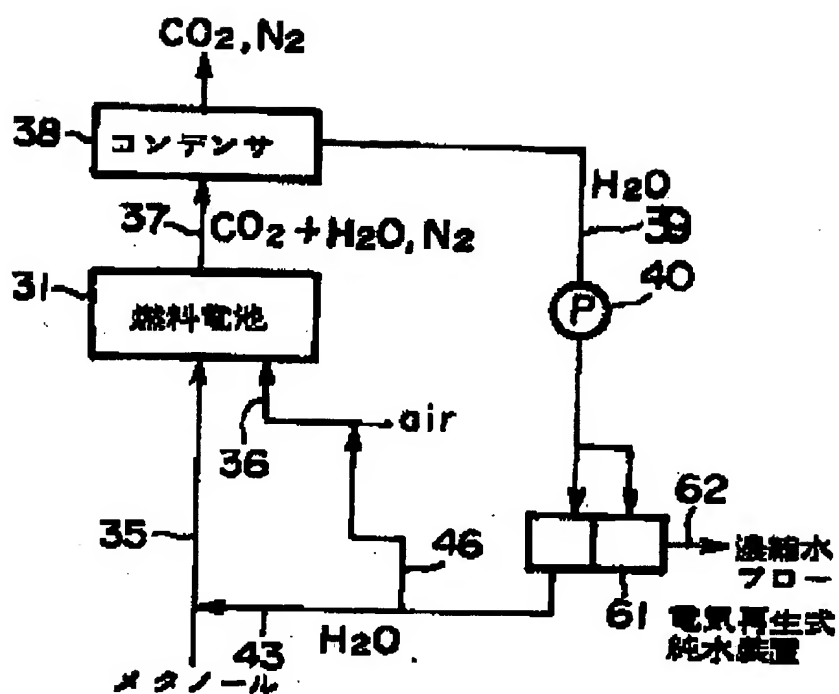 CO₂, N₂
38
コンデンサ
37
CO₂+H₂O, N₂
H₂O
39
31
燃料電池
40
P
air
36
35
46
62
濃縮水
ブロー
61 電気再生式
純水装置
43
H₂O
メタノール